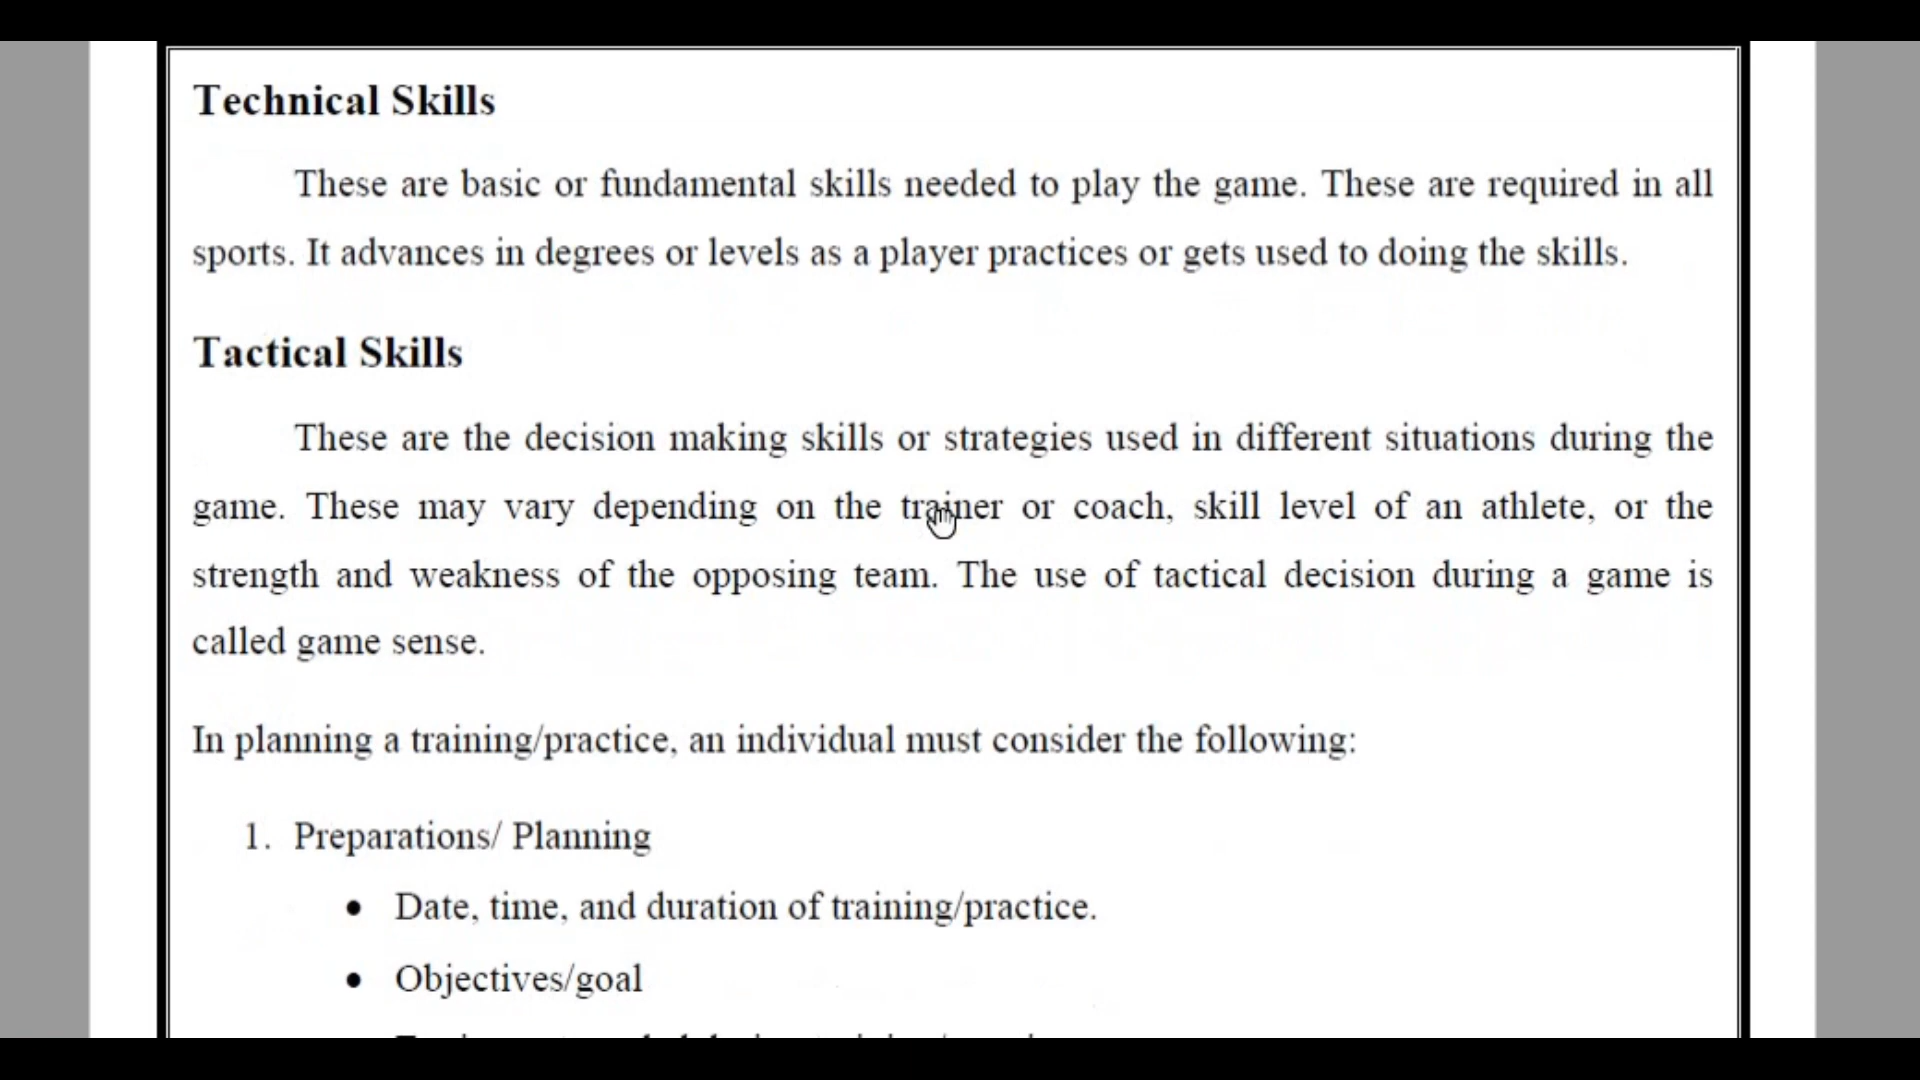 Technical Skills
These are basic or fundamental skills needed to play the game. These are required in all
sports. It advances in degrees or levels as a player practices or gets used to doing the skills.
Tactical Skills
These are the decision making skills or strategies used in different situations during the
game. These may vary depending on the trainer or coach, skill level of an athlete, or the
strength and weakness of the opposing team. The use of tactical decision during a game is
called game sense.
In planning a training/practice, an individual must consider the following:
1. Preparations/ Planning
• Date, time, and duration of training/practice.
• Objectives/goal